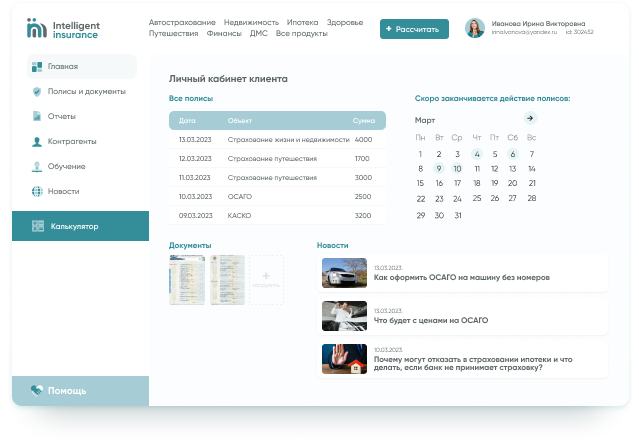 Intelligent
insurance
Автострахование Недвижимость Ипотека Здоровье
Путешествия Финансы ДМС Все продукты
+ Рассчитать
Иванова Ирина Викторовна
innaivanova@yandex.ru id: 302452
Главная
Полисы и документы
Отчеты
Контрагенты
Обучение
Новости
Калькулятор
Помощь
Личный кабинет клиента
Все полисы
Дата Объект Сумма
13.03.2023 Страхование жизни и недвижимости 4000
12.03.2023 Страхование путешествия 1700
11.03.2023 Страхование путешествия 3000
10.03.2023 ОСАГО 2500
09.03.2023 КАСКО 3200
Скоро заканчивается действие полисов:
Март
Пн Вт Ср Чт Пт Сб Вс
1 2 3 4 5 6 7
8 9 10 11 12 13 14
15 16 17 18 19 20 21
22 23 24 25 26 27 28
29 30 31
Документы
Новости
13.03.2023.
Как оформить ОСАГО на машину без номеров
13.03.2023.
Что будет с ценами на ОСАГО
10.03.2023.
Почему могут отказать в страховании ипотеки и что
делать, если банк не принимает страховку?